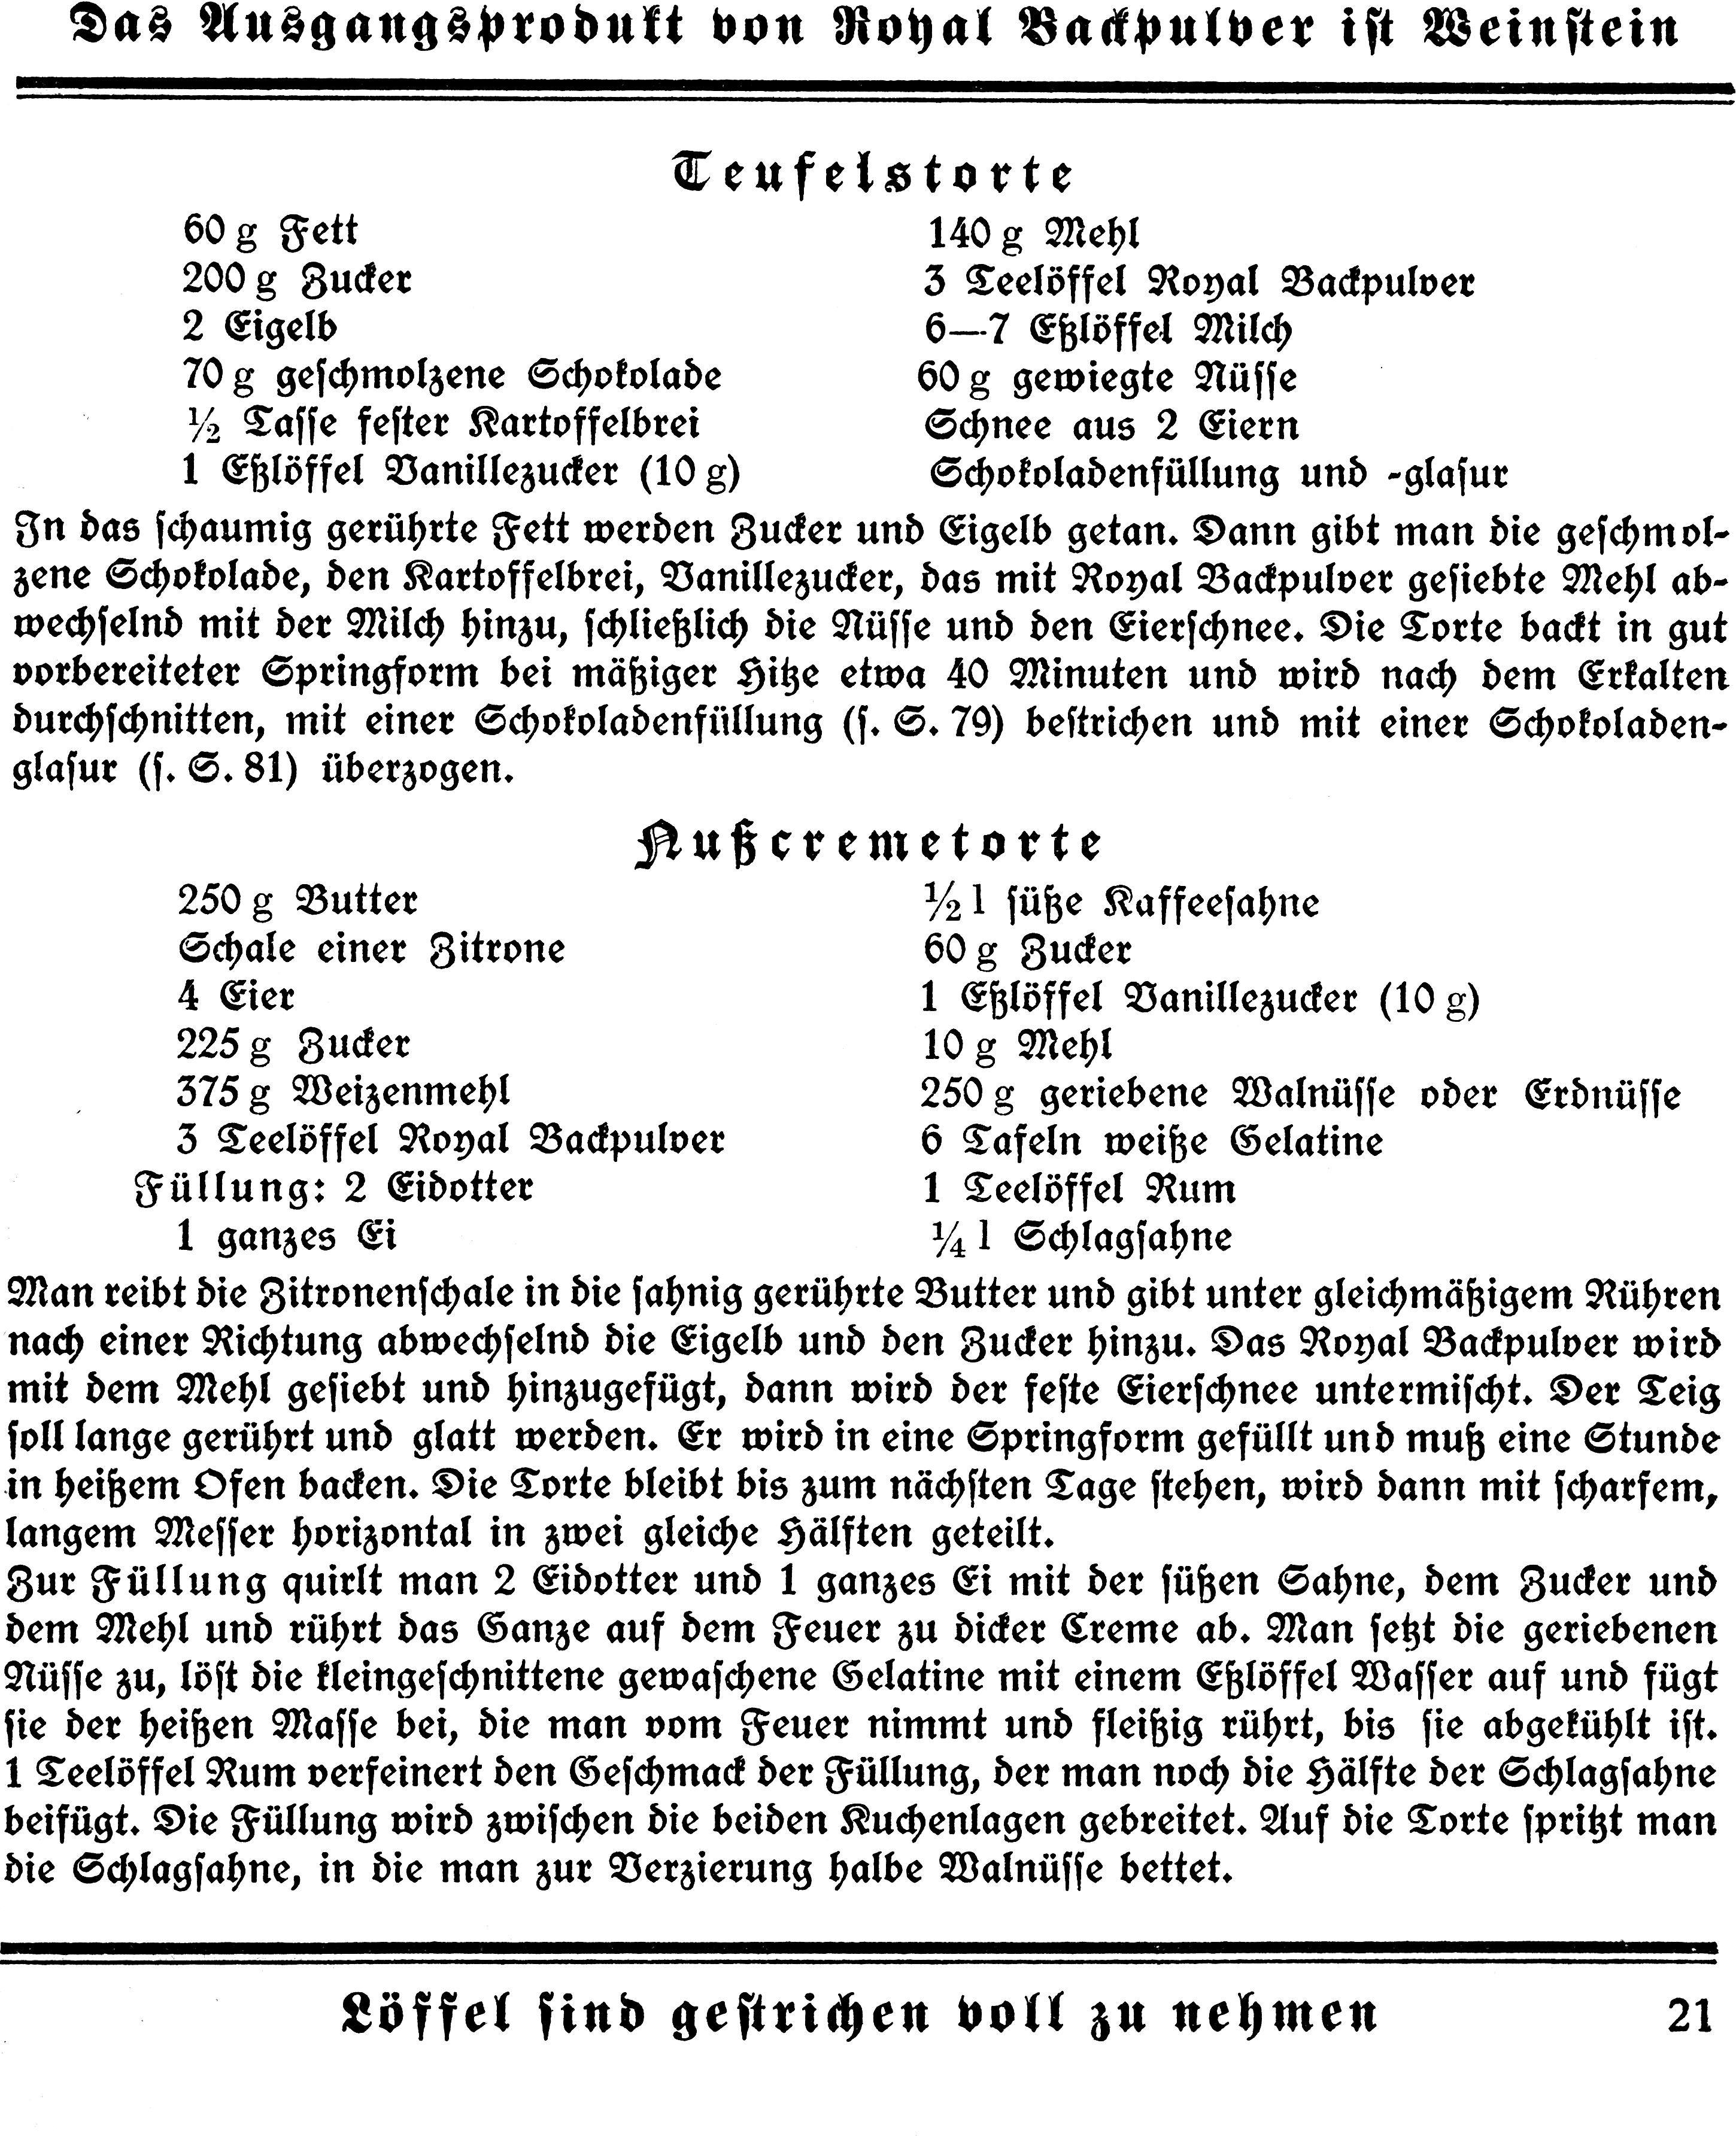 Das Ausgangsprodukt von Royal Backpulver ist Weinstein
Teufelstorte
60 g Fett
200 g Zucker
2 Eigelb
70 g geschmolzene Schokolade
½ Tasse fester Kartoffelbrei
1 Eßlöffel Vanillezucker (10 g)
140 g Mehl
3 Teelöffel Royal Backpulver
6—7 Eßlöffel Milch
60 g gewiegte Nüsse
Schnee aus 2 Eiern
Schokoladenfüllung und -glasur
In das schaumig gerührte Fett werden Zucker und Eigelb getan. Dann gibt man die geschmol-
zene Schokolade, den Kartoffelbrei, Vanillezucker, das mit Royal Backpulver gesiebte Mehl ab-
wechselnd mit der Milch hinzu, schließlich die Nüsse und den Eierschnee. Die Torte backt in gut
vorbereiteter Springform bei mäßiger Hitze etwa 40 Minuten und wird nach dem Erkalten
durchschnitten, mit einer Schokoladenfüllung (s. S. 79) bestrichen und mit einer Schokoladen-
glasur (s. S. 81) überzogen.
Nußcremetorte
250 g Butter
Schale einer Zitrone
4 Eier
225 g Zucker
375 g Weizenmehl
3 Teelöffel Royal Backpulver
Füllung: 2 Eidotter
1 ganzes Ei
½ l süße Kaffeesahne
60 g Zucker
1 Eßlöffel Vanillezucker (10 g)
10 g Mehl
250 g geriebene Walnüsse oder Erdnüsse
6 Tafeln weiße Gelatine
1 Teelöffel Rum
¼ l Schlagsahne
Man reibt die Zitronenschale in die sahnig gerührte Butter und gibt unter gleichmäßigem Rühren
nach einer Richtung abwechselnd die Eigelb und den Zucker hinzu. Das Royal Backpulver wird
mit dem Mehl gesiebt und hinzugefügt, dann wird der feste Eierschnee untermischt. Der Teig
soll lange gerührt und glatt werden. Er wird in eine Springform gefüllt und muß eine Stunde
in heißem Ofen backen. Die Torte bleibt bis zum nächsten Tage stehen, wird dann mit scharfem,
langem Messer horizontal in zwei gleiche Hälften geteilt.
Zur Füllung quirlt man 2 Eidotter und 1 ganzes Ei mit der süßen Sahne, dem Zucker und
dem Mehl und rührt das Ganze auf dem Feuer zu dicker Creme ab. Man setzt die geriebenen
Nüsse zu, löst die kleingeschnittene gewaschene Gelatine mit einem Eßlöffel Wasser auf und fügt
sie der heißen Masse bei, die man vom Feuer nimmt und fleißig rührt, bis sie abgekühlt ist.
1 Teelöffel Rum verfeinert den Geschmack der Füllung, der man noch die Hälfte der Schlagsahne
beifügt. Die Füllung wird zwischen die beiden Kuchenlagen gebreitet. Auf die Torte spritzt man
die Schlagsahne, in die man zur Verzierung halbe Walnüsse bettet.
Löffel sind gestrichen voll zu nehmen 21